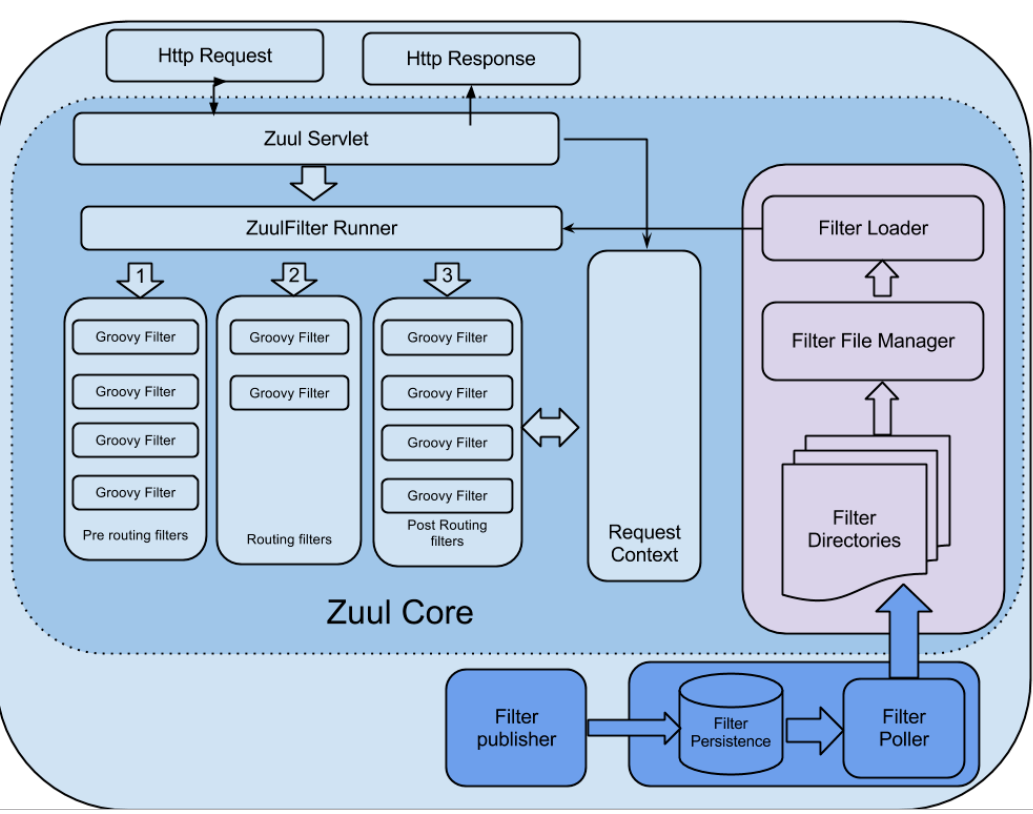 Http Request
Http Response
Zuul Servlet
ZuulFilter Runner
Filter Loader
1
2
3
Groovy Filter
Groovy Filter
Groovy Filter
Groovy Filter
Pre routing filters
Groovy Filter
Groovy Filter
Routing filters
Groovy Filter
Groovy Filter
Groovy Filter
Groovy Filter
Post Routing
filters
Request
Context
Filter File Manager
Filter
Directories
Zuul Core
Filter
publisher
Filter
Persistence
Filter
Poller